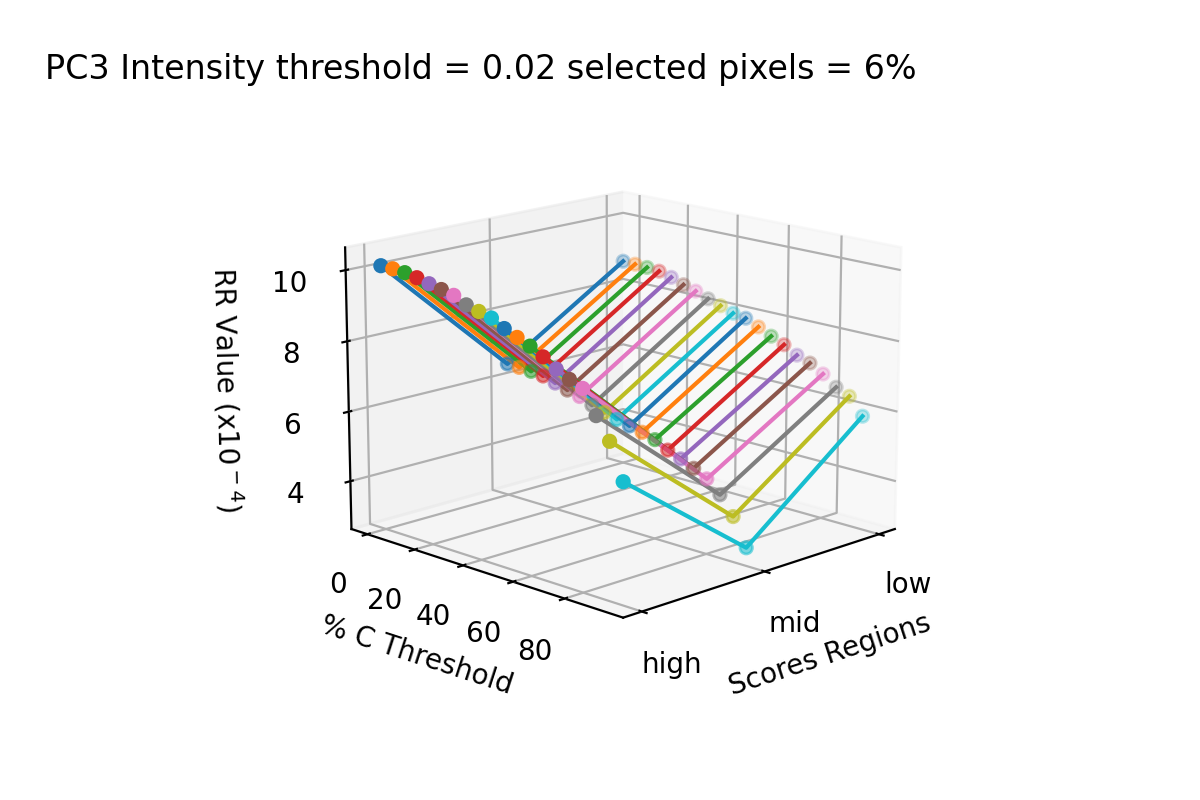 PC3 Intensity threshold = 0.02 selected pixels = 6%
RR Value (x10⁻⁴)
10
8
6
4
0
20
40
60
80
% C Threshold
high
mid
low
Scores Regions